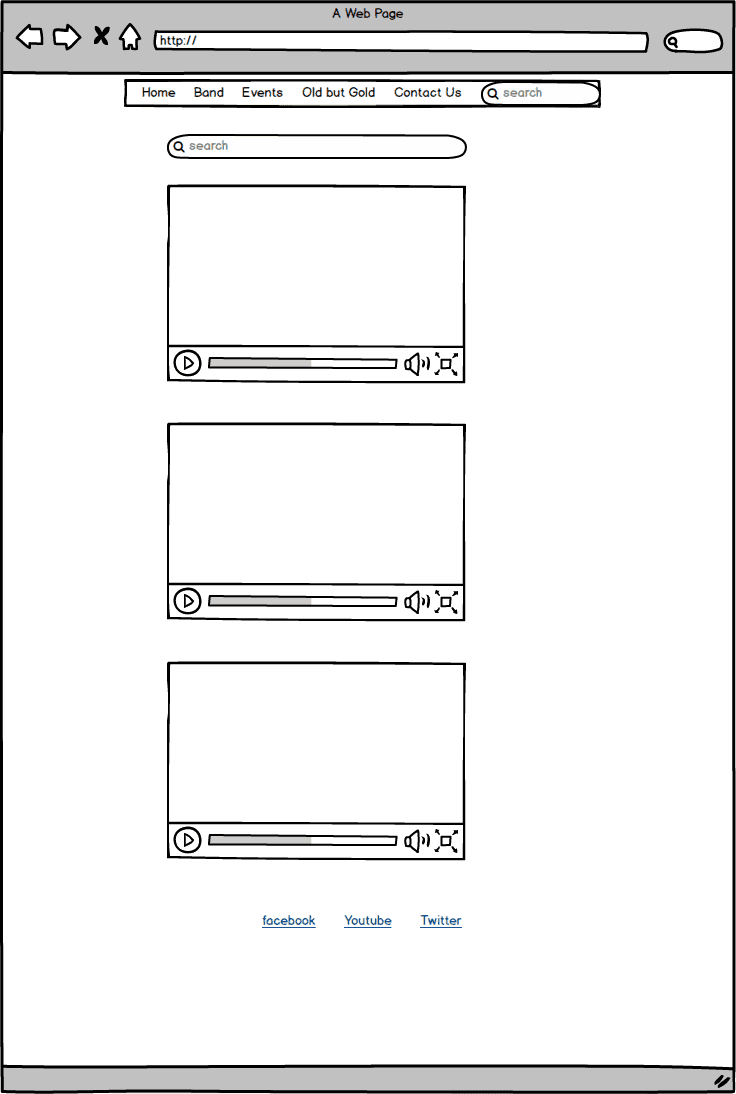 A Web Page
http://
Home Band Events Old but Gold Contact Us search
search
facebook Youtube Twitter